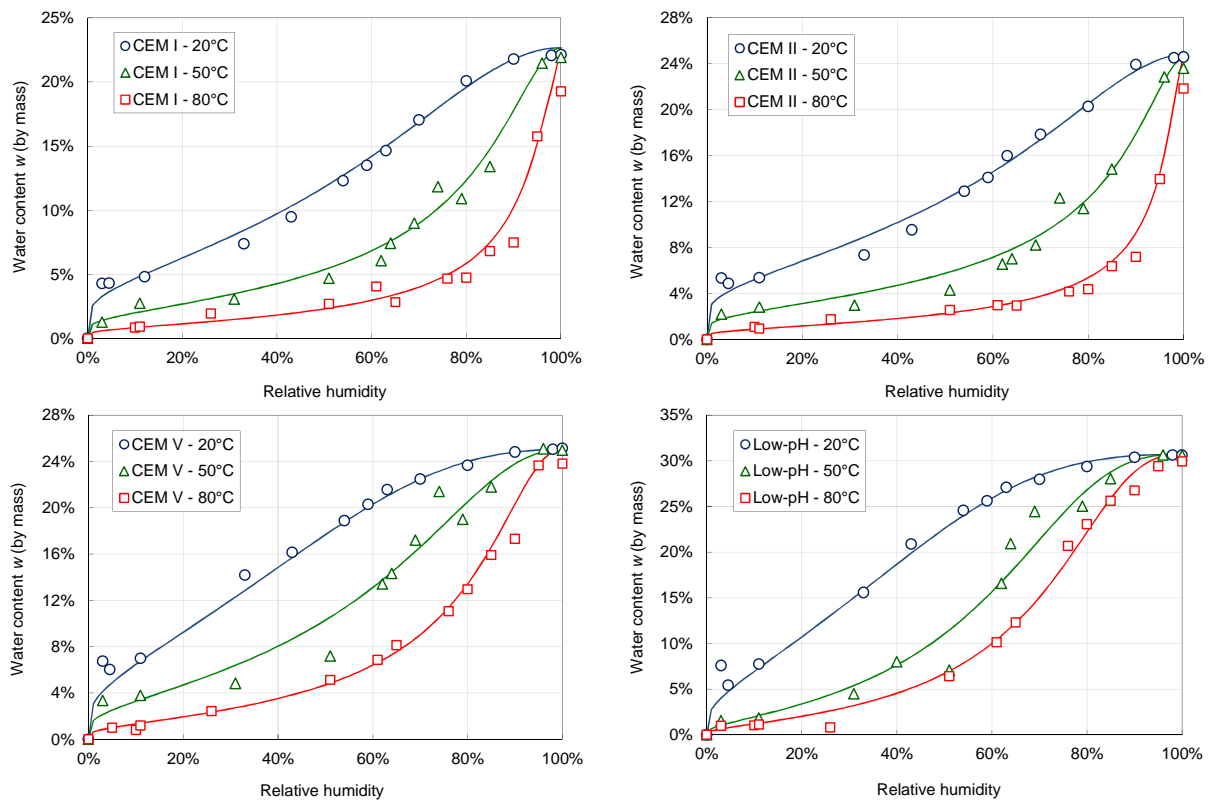 25%
20%
15%
10%
5%
0%
0%
20%
40%
60%
80%
100%
Water content w (by mass)
Relative humidity
CEM I - 20°C
CEM I - 50°C
CEM I - 80°C
28%
24%
20%
16%
12%
8%
4%
0%
0%
20%
40%
60%
80%
100%
Water content w (by mass)
Relative humidity
CEM II - 20°C
CEM II - 50°C
CEM II - 80°C
28%
24%
20%
16%
12%
8%
4%
0%
0%
20%
40%
60%
80%
100%
Water content w (by mass)
Relative humidity
CEM V - 20°C
CEM V - 50°C
CEM V - 80°C
35%
30%
25%
20%
15%
10%
5%
0%
0%
20%
40%
60%
80%
100%
Water content w (by mass)
Relative humidity
Low-pH - 20°C
Low-pH - 50°C
Low-pH - 80°C